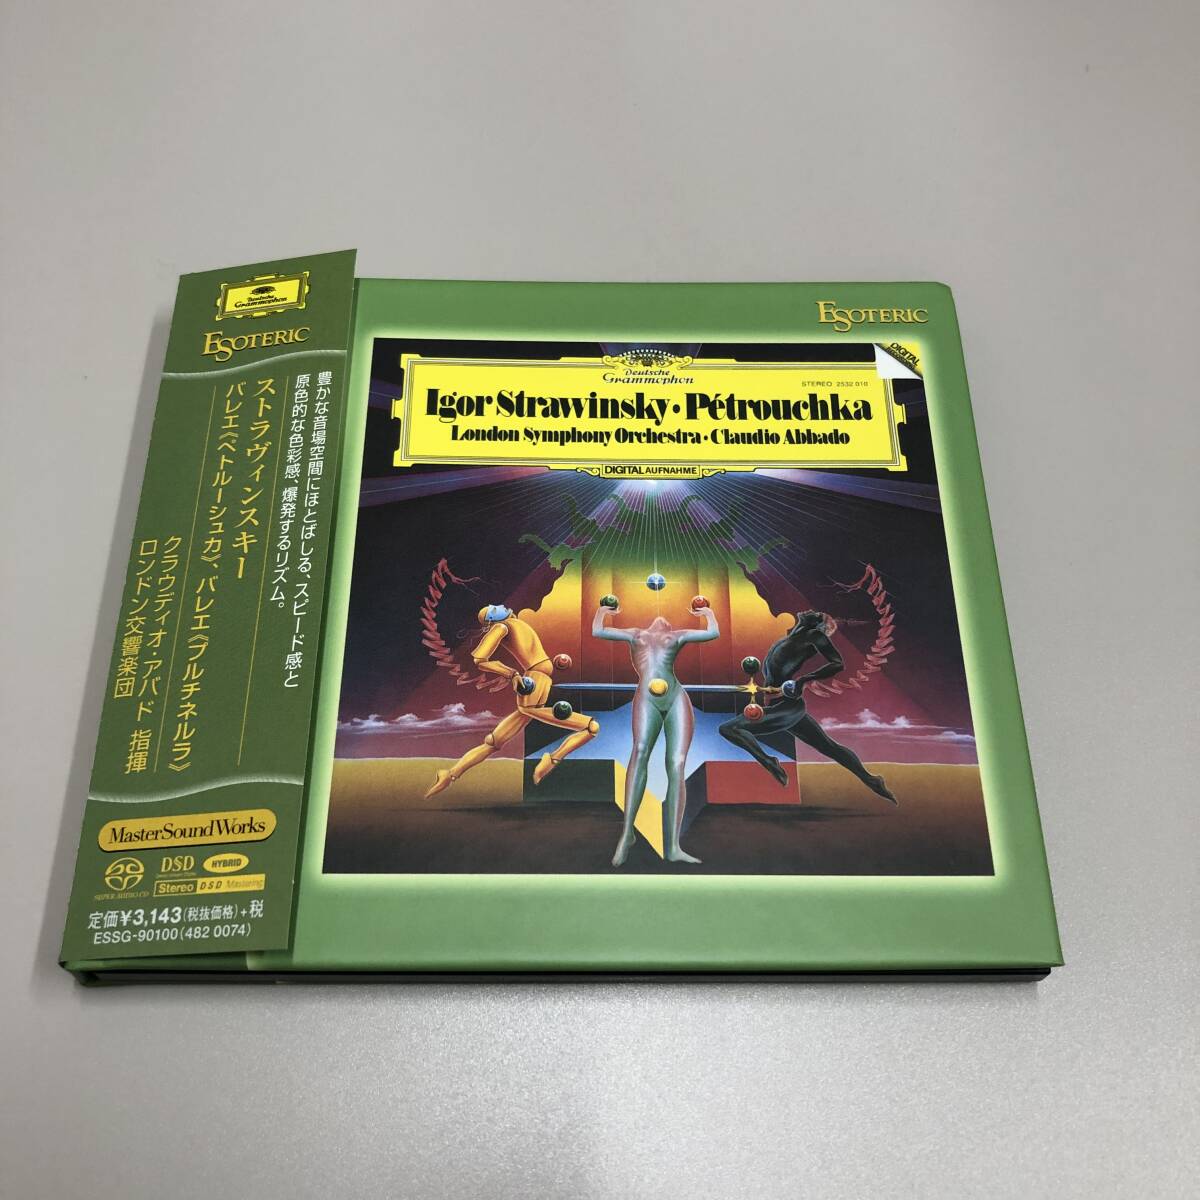 Deutsche
Grammophon
ESOTERIC
豊かな音場空間にほとばしる、スピード感と
原色的な色彩感、爆発するリズム。
ストラヴィンスキー
バレエ《ペトルーシュカ》、バレエ《プルチネルラ》
クラウディオ・アバド 指揮
ロンドン交響楽団
MasterSoundWorks
SUPER AUDIO CD
DSD
HYBRID
Stereo DSD Mastering
定価¥3,143(税抜価格)+税
ESSG-90100(482 0074)
ESOTERIC
DIGITAL
Deutsche
Grammophon
STEREO 2532 010
Igor Strawinsky·Pétrouchka
London Symphony Orchestra·Claudio Abbado
DIGITAL AUFNAHME